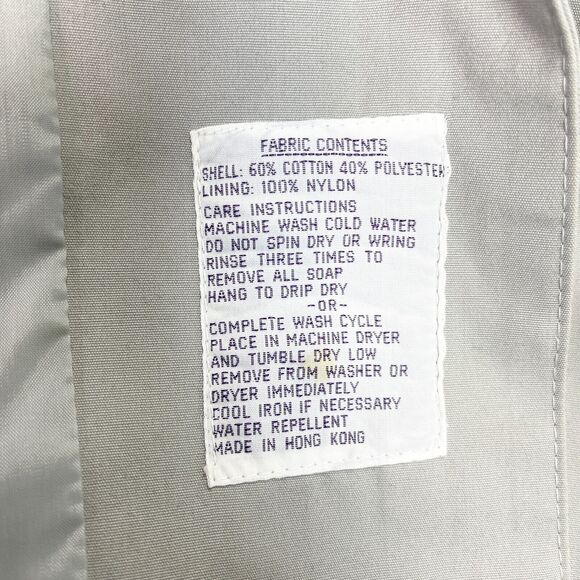 FABRIC CONTENTS
SHELL: 60% COTTON 40% POLYESTER
LINING: 100% NYLON
CARE INSTRUCTIONS
MACHINE WASH COLD WATER
DO NOT SPIN DRY OR WRING
RINSE THREE TIMES TO
REMOVE ALL SOAP
HANG TO DRIP DRY
-OR-
COMPLETE WASH CYCLE
PLACE IN MACHINE DRYER
AND TUMBLE DRY LOW
REMOVE FROM WASHER OR
DRYER IMMEDIATELY
COOL IRON IF NECESSARY
WATER REPELLENT
MADE IN HONG KONG